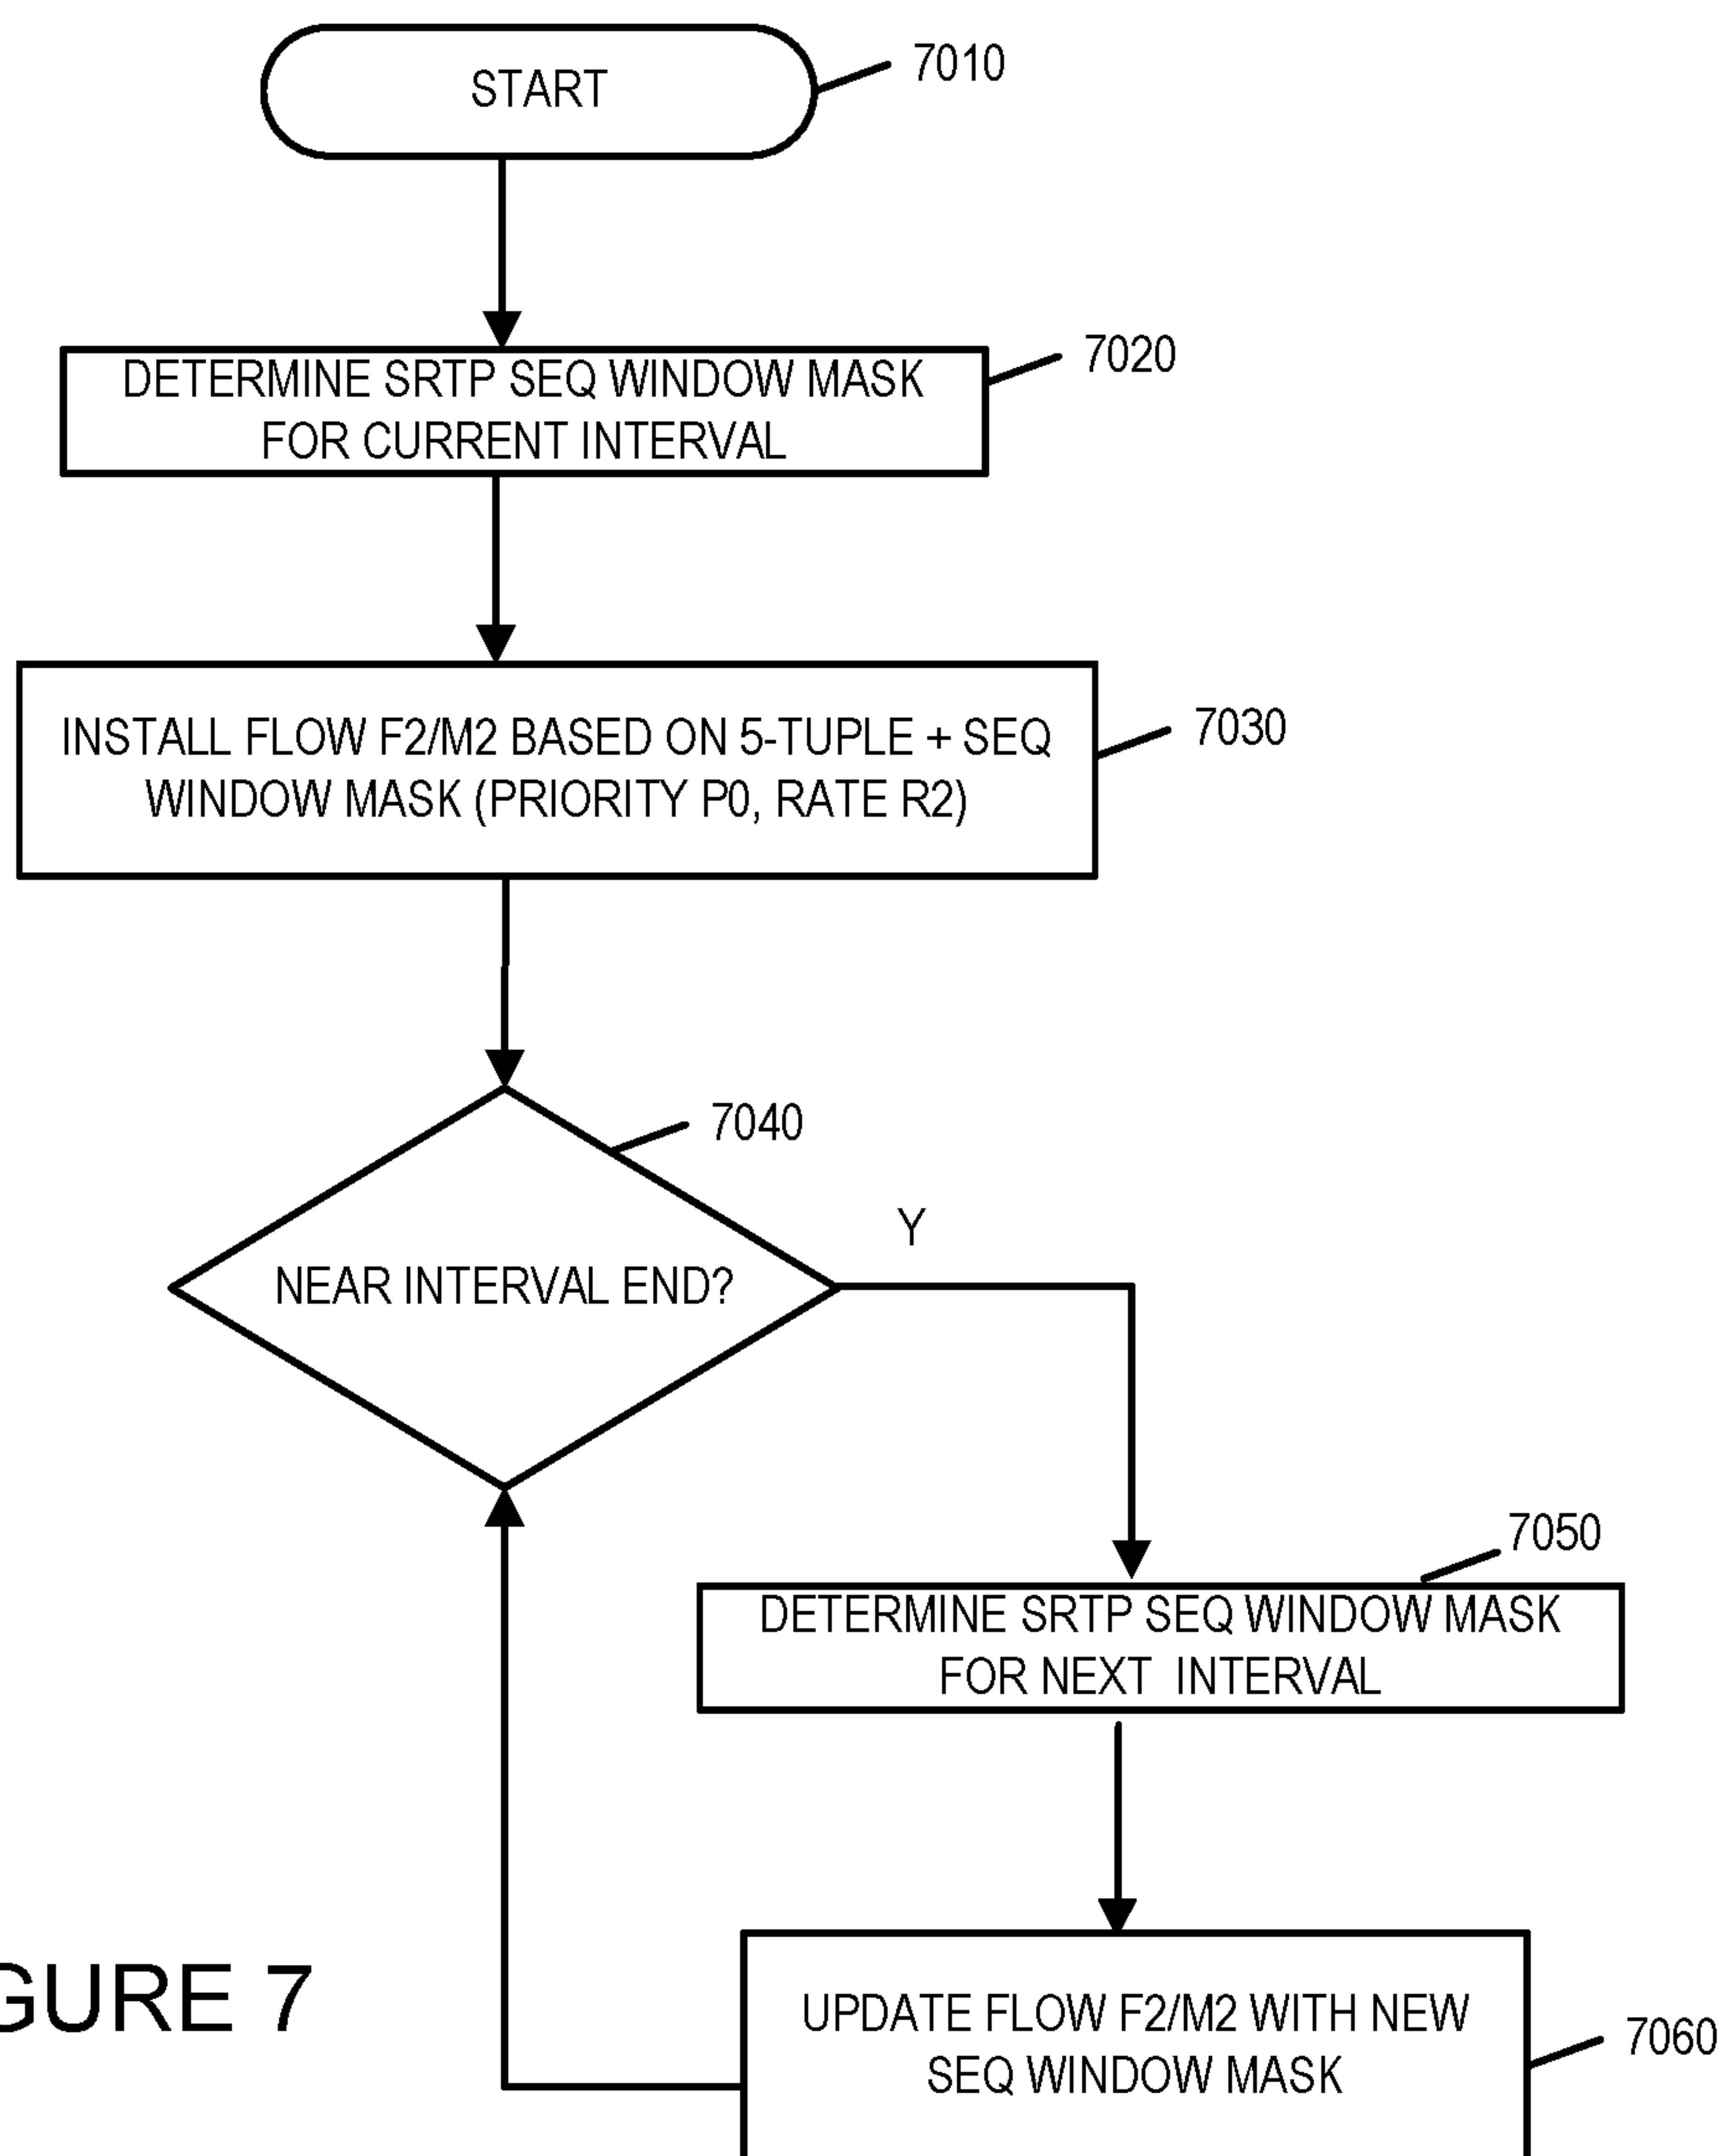 START
7010
DETERMINE SRTP SEQ WINDOW MASK
FOR CURRENT INTERVAL
7020
INSTALL FLOW F2/M2 BASED ON 5-TUPLE + SEQ
WINDOW MASK (PRIORITY P0, RATE R2)
7030
7040
NEAR INTERVAL END?
Y
7050
DETERMINE SRTP SEQ WINDOW MASK
FOR NEXT INTERVAL
UPDATE FLOW F2/M2 WITH NEW
SEQ WINDOW MASK
7060
GURE 7